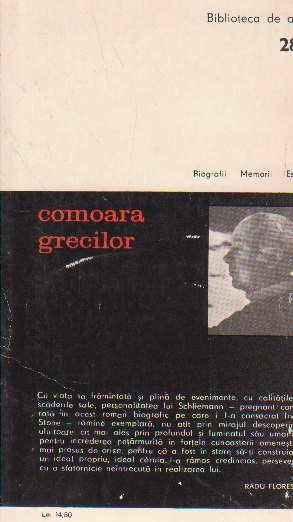 Biblioteca de a
28
Biografii Memorii Es
comoara
grecilor
Cu viața sa frămîntată și plină de evenimente, cu calitățile
scăderile sale, personalitatea lui Schliemann — pregnant con
rată în acest roman biografic pe care i l-a consacrat Irv
Stone — rămîne exemplară, nu atît prin mirajul descoperiri
uluitoare cît mai ales prin profundul și luminatul său umani
pentru încrederea nețărmurită în forțele cunoașterii omenești
mai presus de orice, pentru că a fost în stare să-și construia
un ideal propriu, ideal căruia i-a rămas credincios, perseve
cu o statornicie neîntrecută în realizarea lui.
RADU FLORES
Lei 14,50